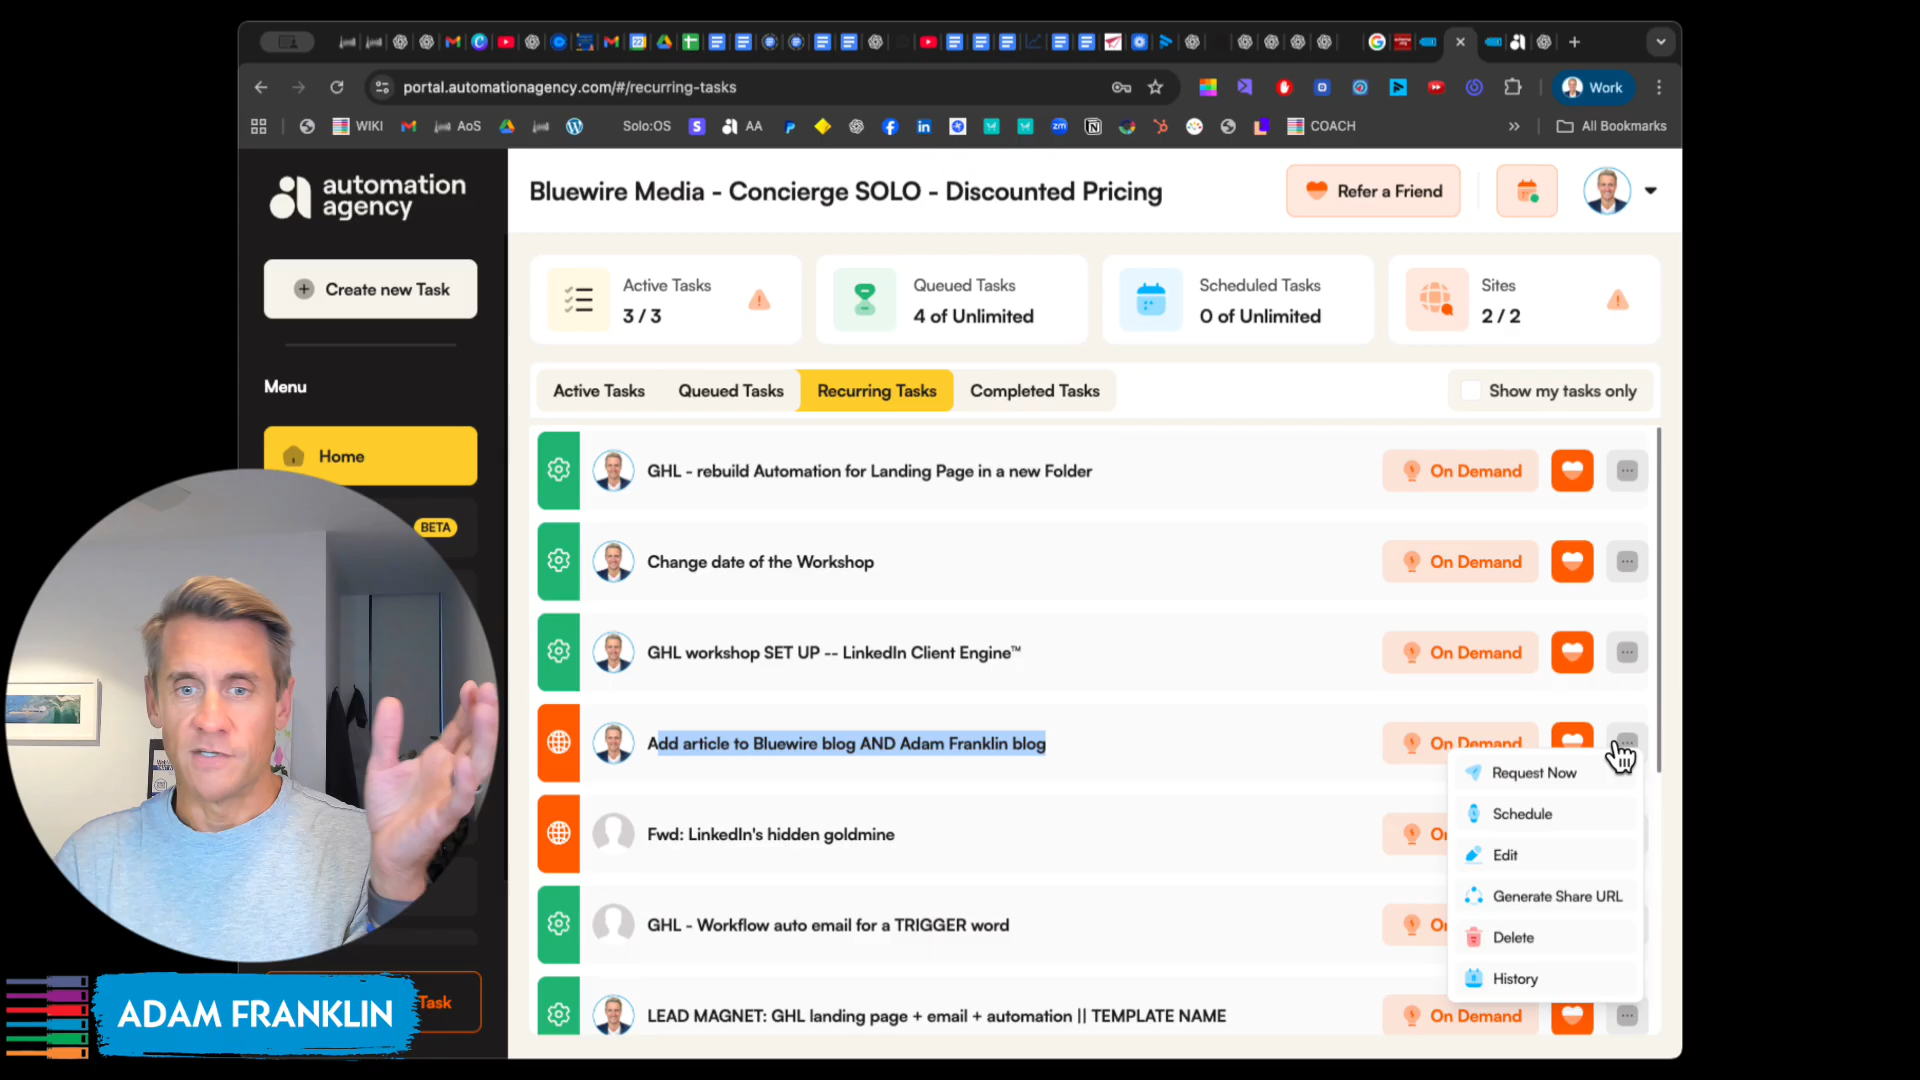 portal.automationagency.com/#/recurring-tasks
Work
WIKI
AoS
Solo:OS
AA
COACH
All Bookmarks
automation
agency
Bluewire Media - Concierge SOLO - Discounted Pricing
Refer a Friend
Create new Task
Active Tasks
3 / 3
Queued Tasks
4 of Unlimited
Scheduled Tasks
0 of Unlimited
Sites
2 / 2
Menu
Active Tasks
Queued Tasks
Recurring Tasks
Completed Tasks
Show my tasks only
Home
BETA
GHL - rebuild Automation for Landing Page in a new Folder
On Demand
Change date of the Workshop
On Demand
GHL workshop SET UP -- LinkedIn Client Engine™
On Demand
Add article to Bluewire blog AND Adam Franklin blog
On Demand
Request Now
Schedule
Fwd: LinkedIn's hidden goldmine
Edit
Generate Share URL
GHL - Workflow auto email for a TRIGGER word
Delete
History
LEAD MAGNET: GHL landing page + email + automation || TEMPLATE NAME
On Demand
Task
ADAM FRANKLIN